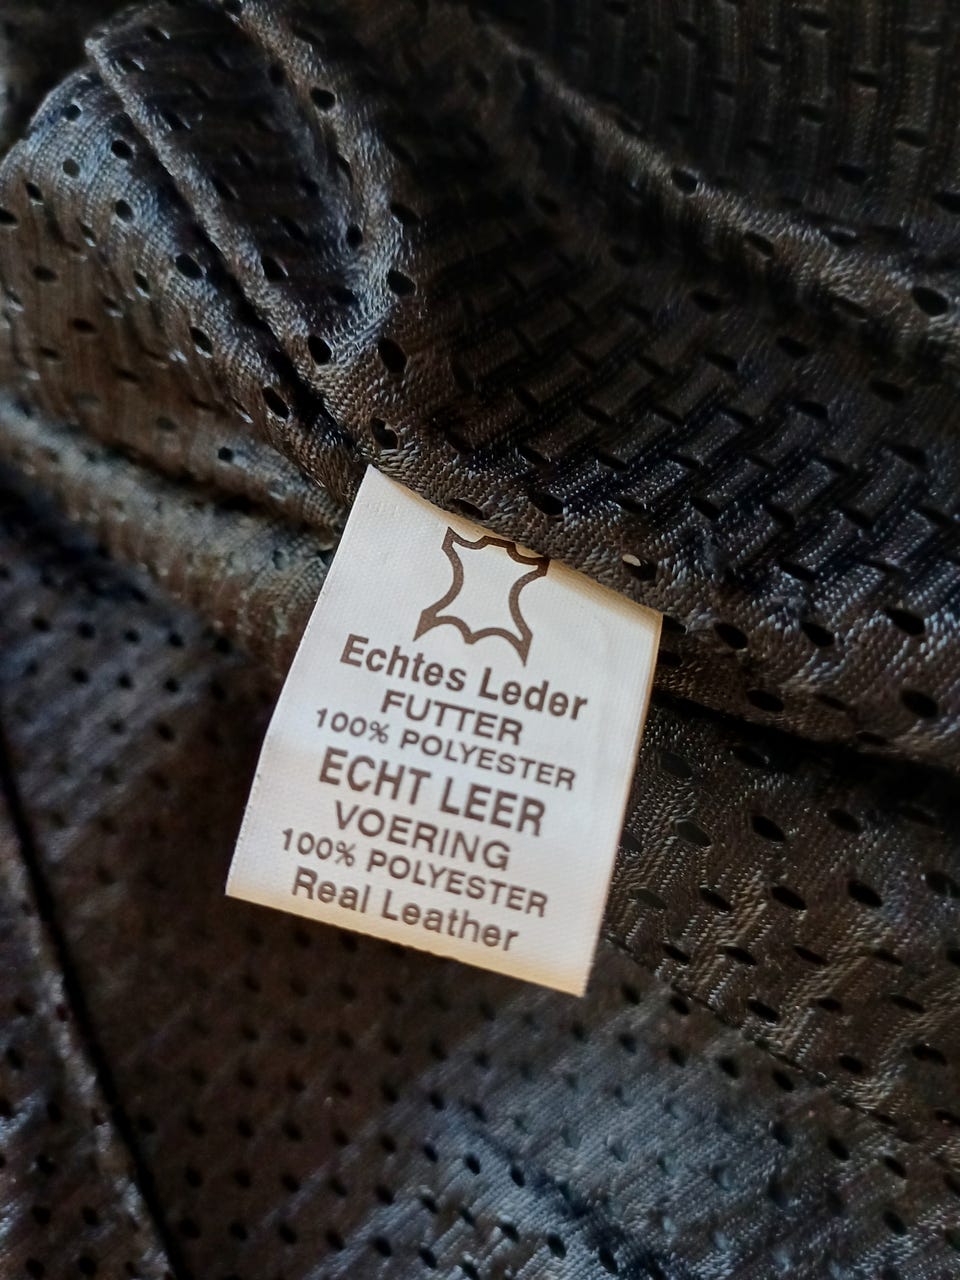 Echtes Leder
FUTTER
100% POLYESTER
ECHT LEER
VOERING
100% POLYESTER
Real Leather